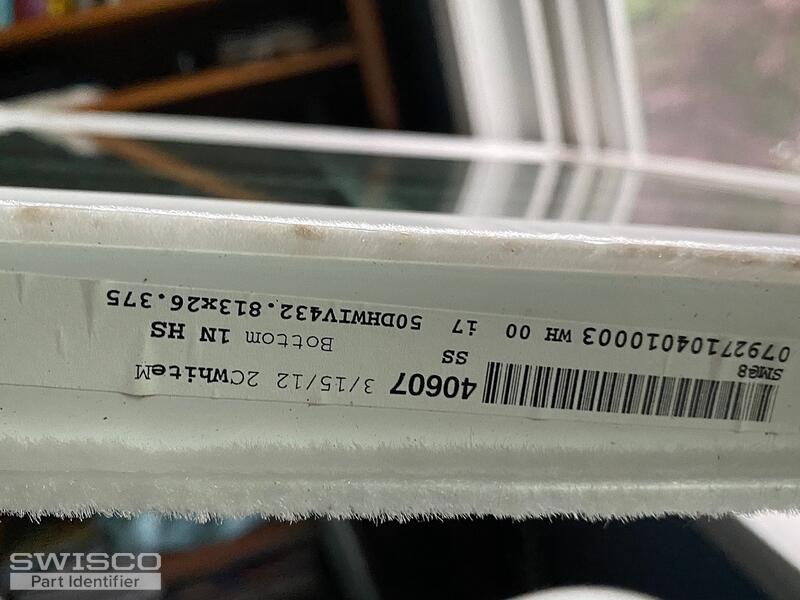 40607 3/15/12 2CWhiteM
SM@8 SS Bottom 1N HS
07927104010003 WH 00 i7 50DHWIV432.813x26.375
SWISCO
Part Identifier